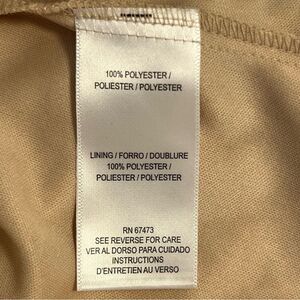 100% POLYESTER /
POLIESTER / POLYESTER
LINING / FORRO / DOUBLURE
100% POLYESTER /
POLIESTER / POLYESTER
RN 67473
SEE REVERSE FOR CARE
VER AL DORSO PARA CUIDADO
INSTRUCTIONS
D'ENTRETIEN AU VERSO